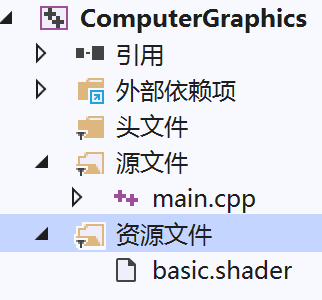 ComputerGraphics
引用
外部依赖项
头文件
源文件
main.cpp
资源文件
basic.shader